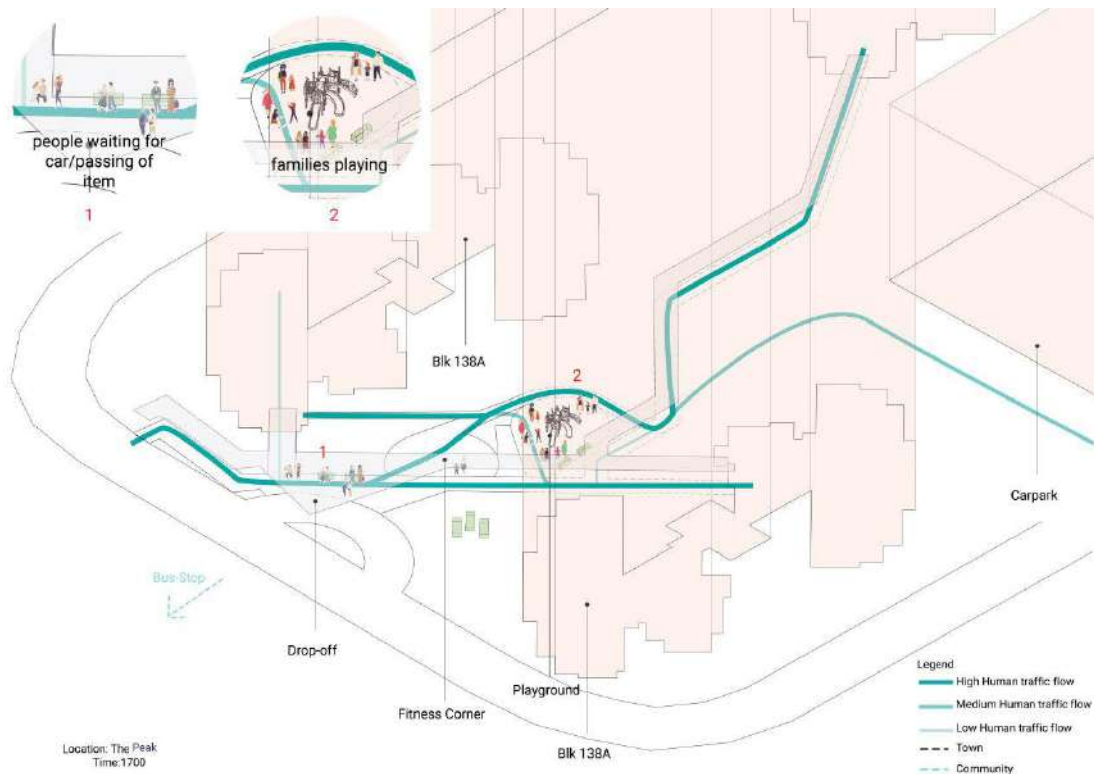 people waiting for
car/passing of
item
1
families playing
2
Blk 138A
2
1
Carpark
Bus-Stop
Drop-off
Playground
Fitness Corner
Blk 138A
Legend
High Human traffic flow
Medium Human traffic flow
Low Human traffic flow
Town
Community
Location: The Peak
Time:1700